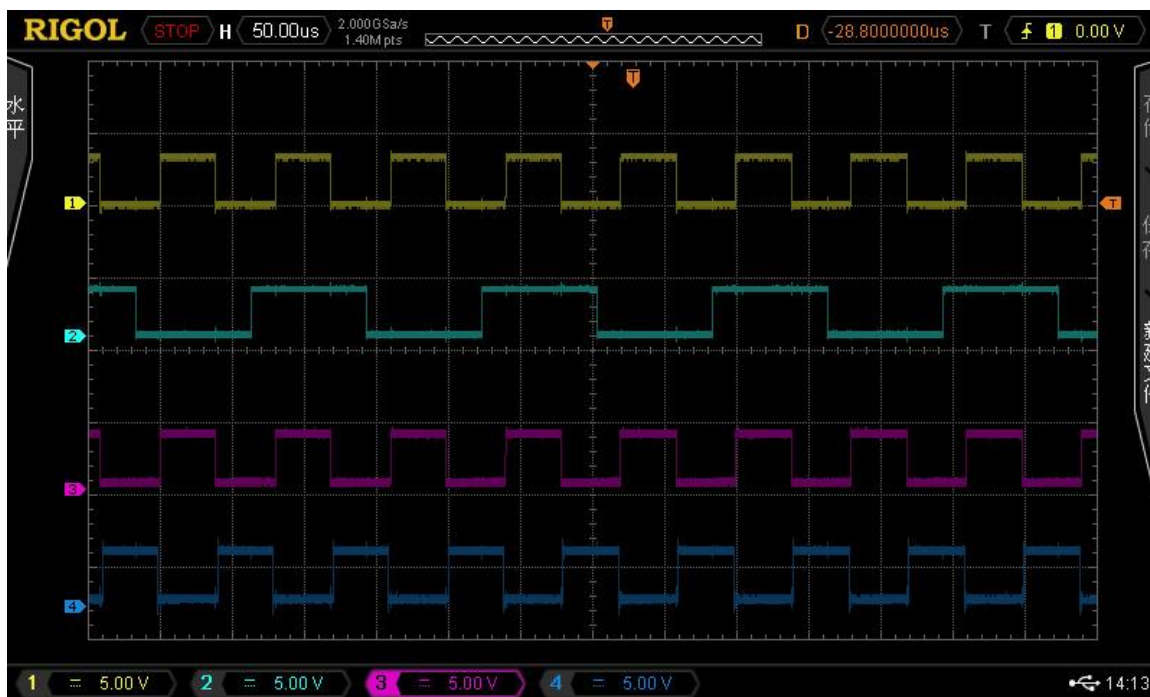 RIGOL STOP H 50.00us 2.000GSa/s D -28.8000000us T 1 0.00 V
1.40M pts
T
T
水平
1
T
2
3
4
1 = 5.00 V 2 = 5.00 V 3 = 5.00 V 4 = 5.00 V 14:13